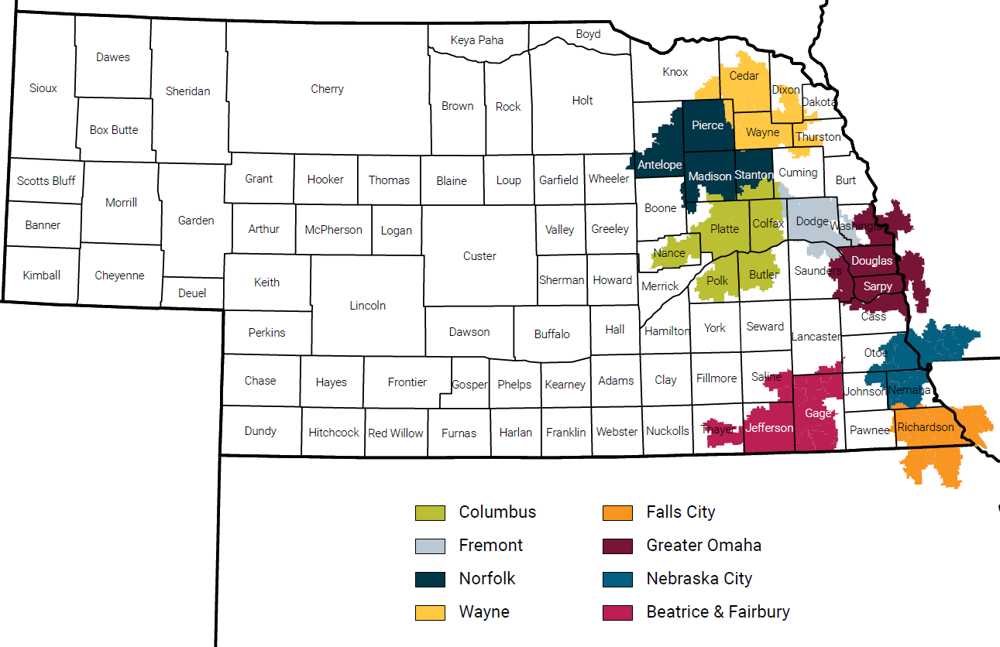 Keya Paha
Boyd
Dawes
Sioux
Sheridan
Cherry
Knox
Cedar
Dixon
Dakota
Brown
Rock
Holt
Box Butte
Pierce
Wayne
Thurston
Scotts Bluff
Grant
Hooker
Thomas
Blaine
Loup
Garfield
Wheeler
Antelope
Madison
Stanton
Cuming
Burt
Morrill
Banner
Garden
Arthur
McPherson
Logan
Custer
Valley
Greeley
Boone
Platte
Colfax
Dodge
Washington
Kimball
Cheyenne
Deuel
Keith
Lincoln
Sherman
Howard
Nance
Merrick
Polk
Butler
Saunders
Douglas
Sarpy
Perkins
Dawson
Buffalo
Hall
Hamilton
York
Seward
Lancaster
Cass
Otoe
Chase
Hayes
Frontier
Gosper
Phelps
Kearney
Adams
Clay
Fillmore
Saline
Johnson
Nemaha
Dundy
Hitchcock
Red Willow
Furnas
Harlan
Franklin
Webster
Nuckolls
Thayer
Jefferson
Gage
Pawnee
Richardson
Columbus
Fremont
Norfolk
Wayne
Falls City
Greater Omaha
Nebraska City
Beatrice & Fairbury